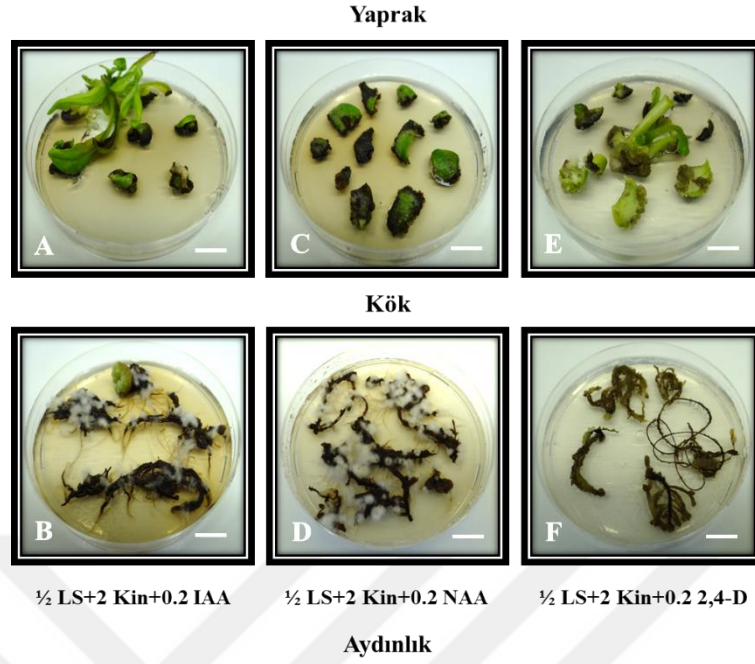 Yaprak
A
C
E
Kök
B
D
F
½ LS+2 Kin+0.2 IAA
½ LS+2 Kin+0.2 NAA
½ LS+2 Kin+0.2 2,4-D
Aydınlık